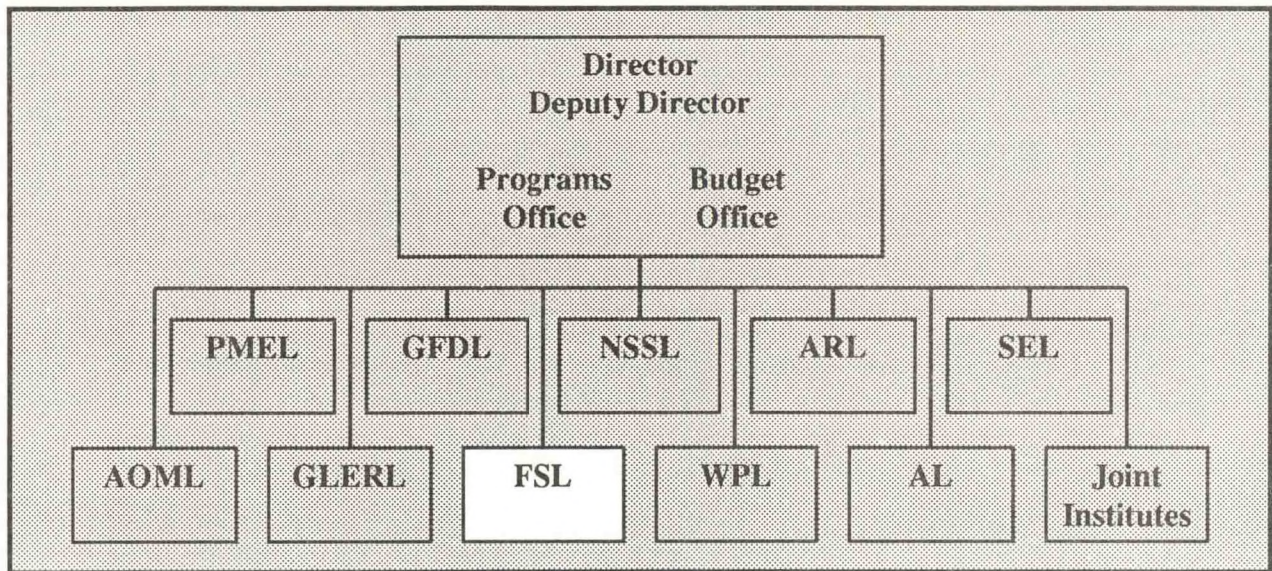 Director
Deputy Director
Programs Office
Budget Office
PMEL
GFDL
NSSL
ARL
SEL
AOML
GLERL
FSL
WPL
AL
Joint
Institutes